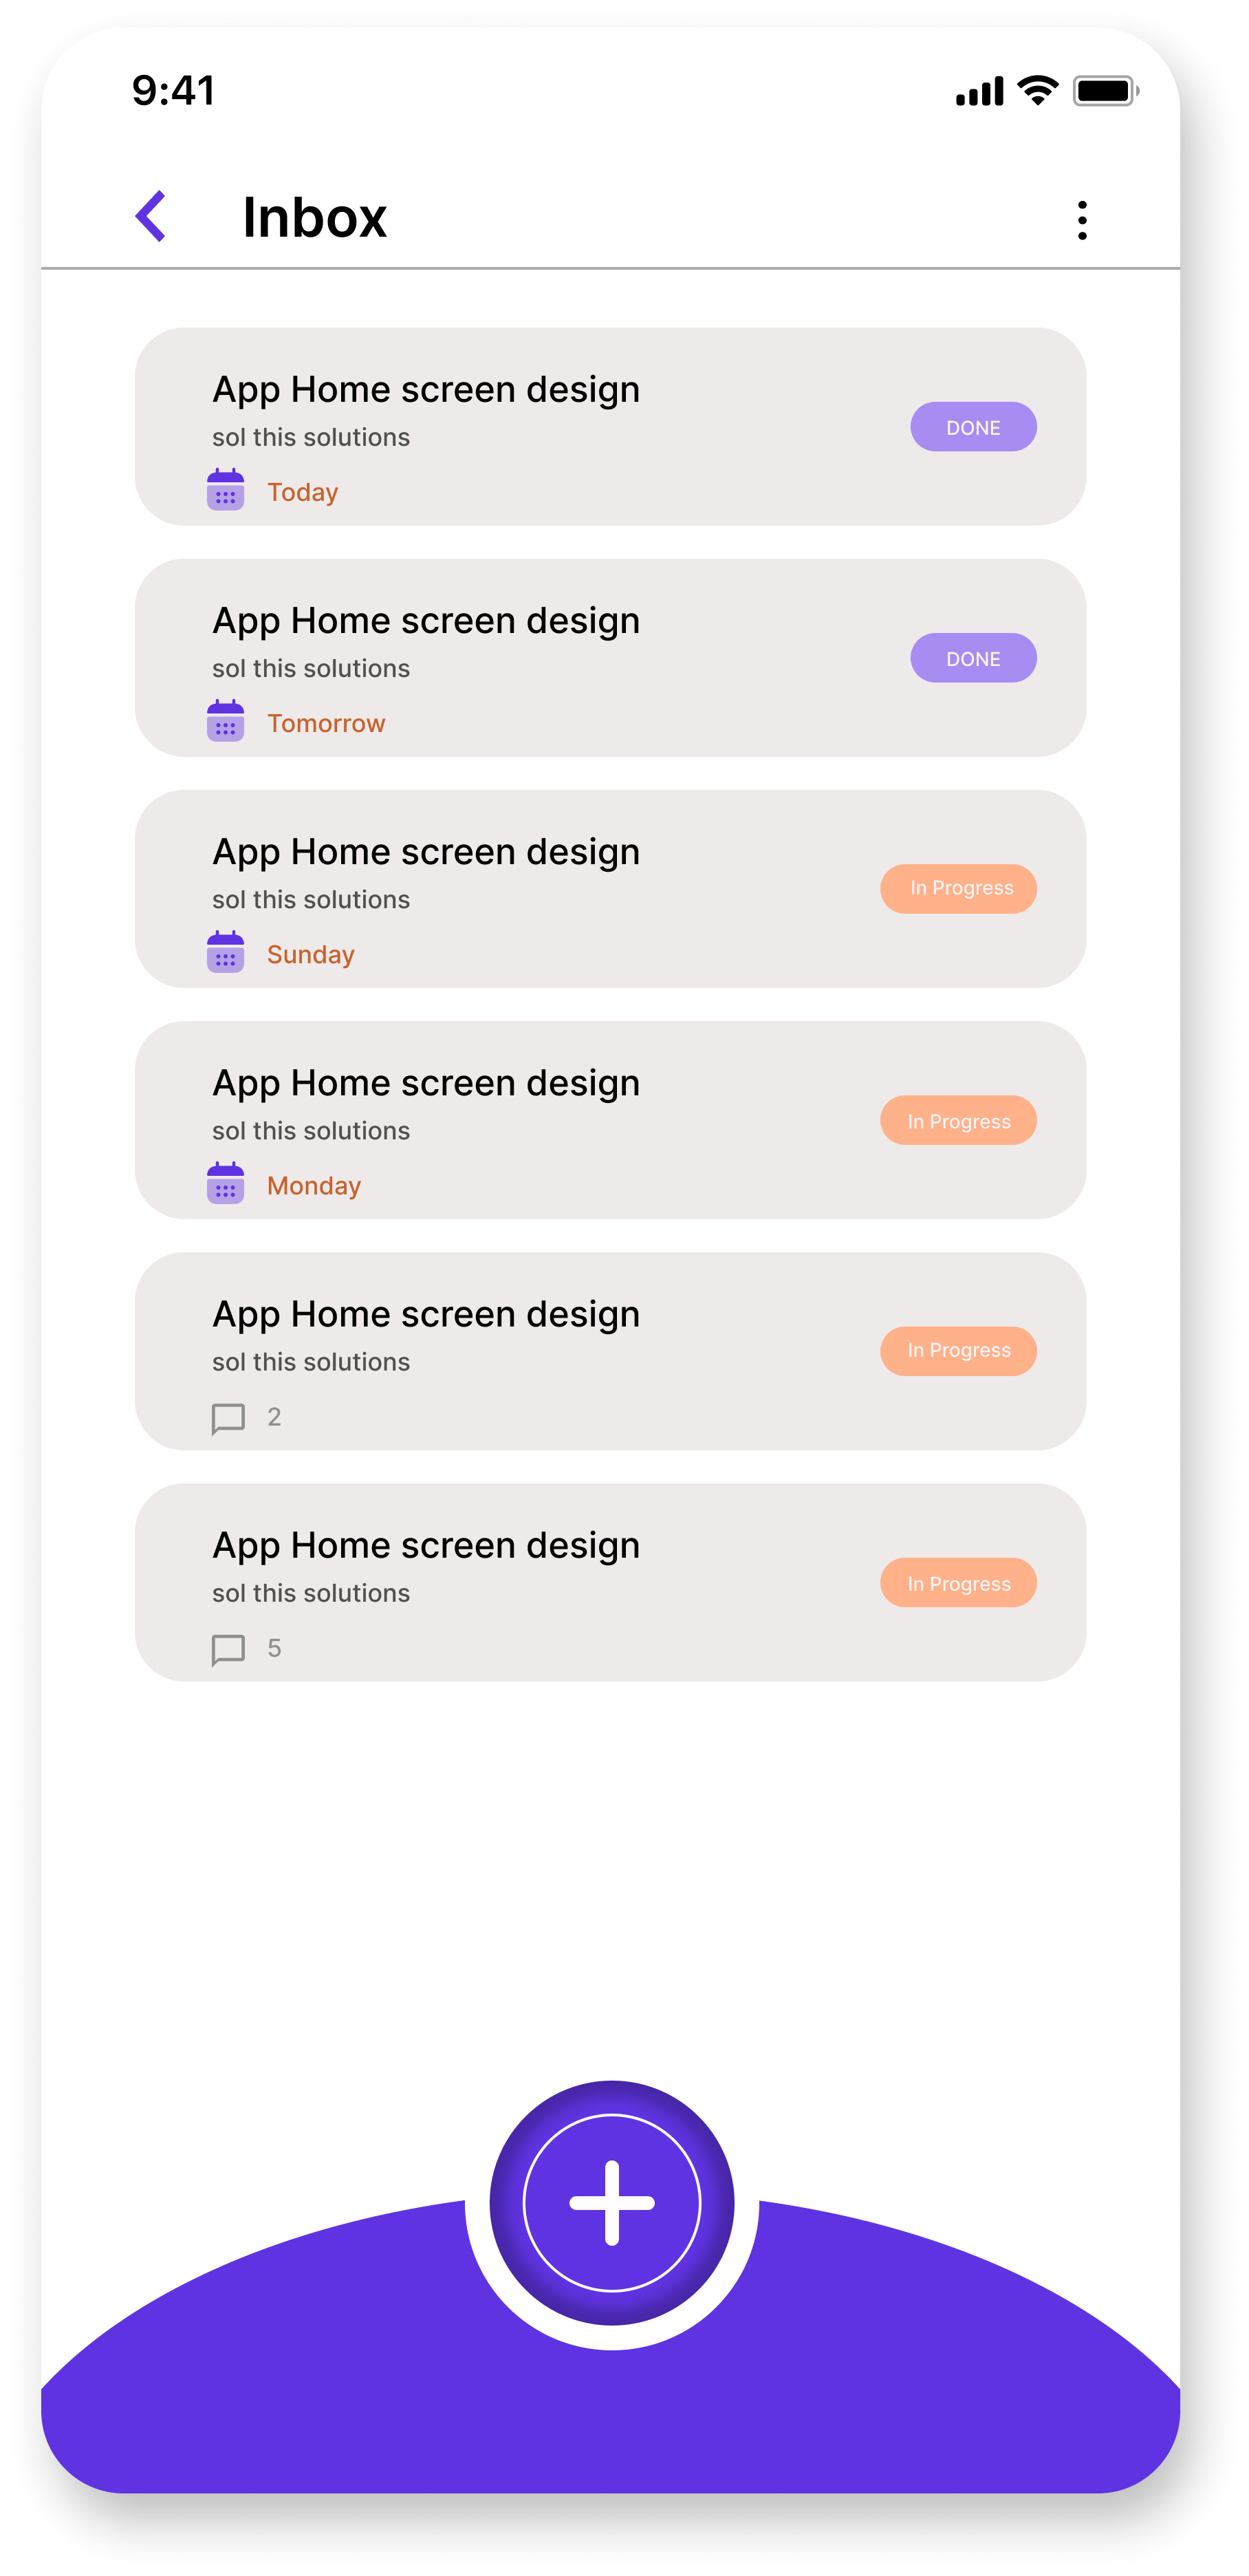 9:41
Inbox
App Home screen design
sol this solutions
DONE
Today
App Home screen design
sol this solutions
DONE
Tomorrow
App Home screen design
sol this solutions
In Progress
Sunday
App Home screen design
sol this solutions
In Progress
Monday
App Home screen design
sol this solutions
In Progress
2
App Home screen design
sol this solutions
In Progress
5